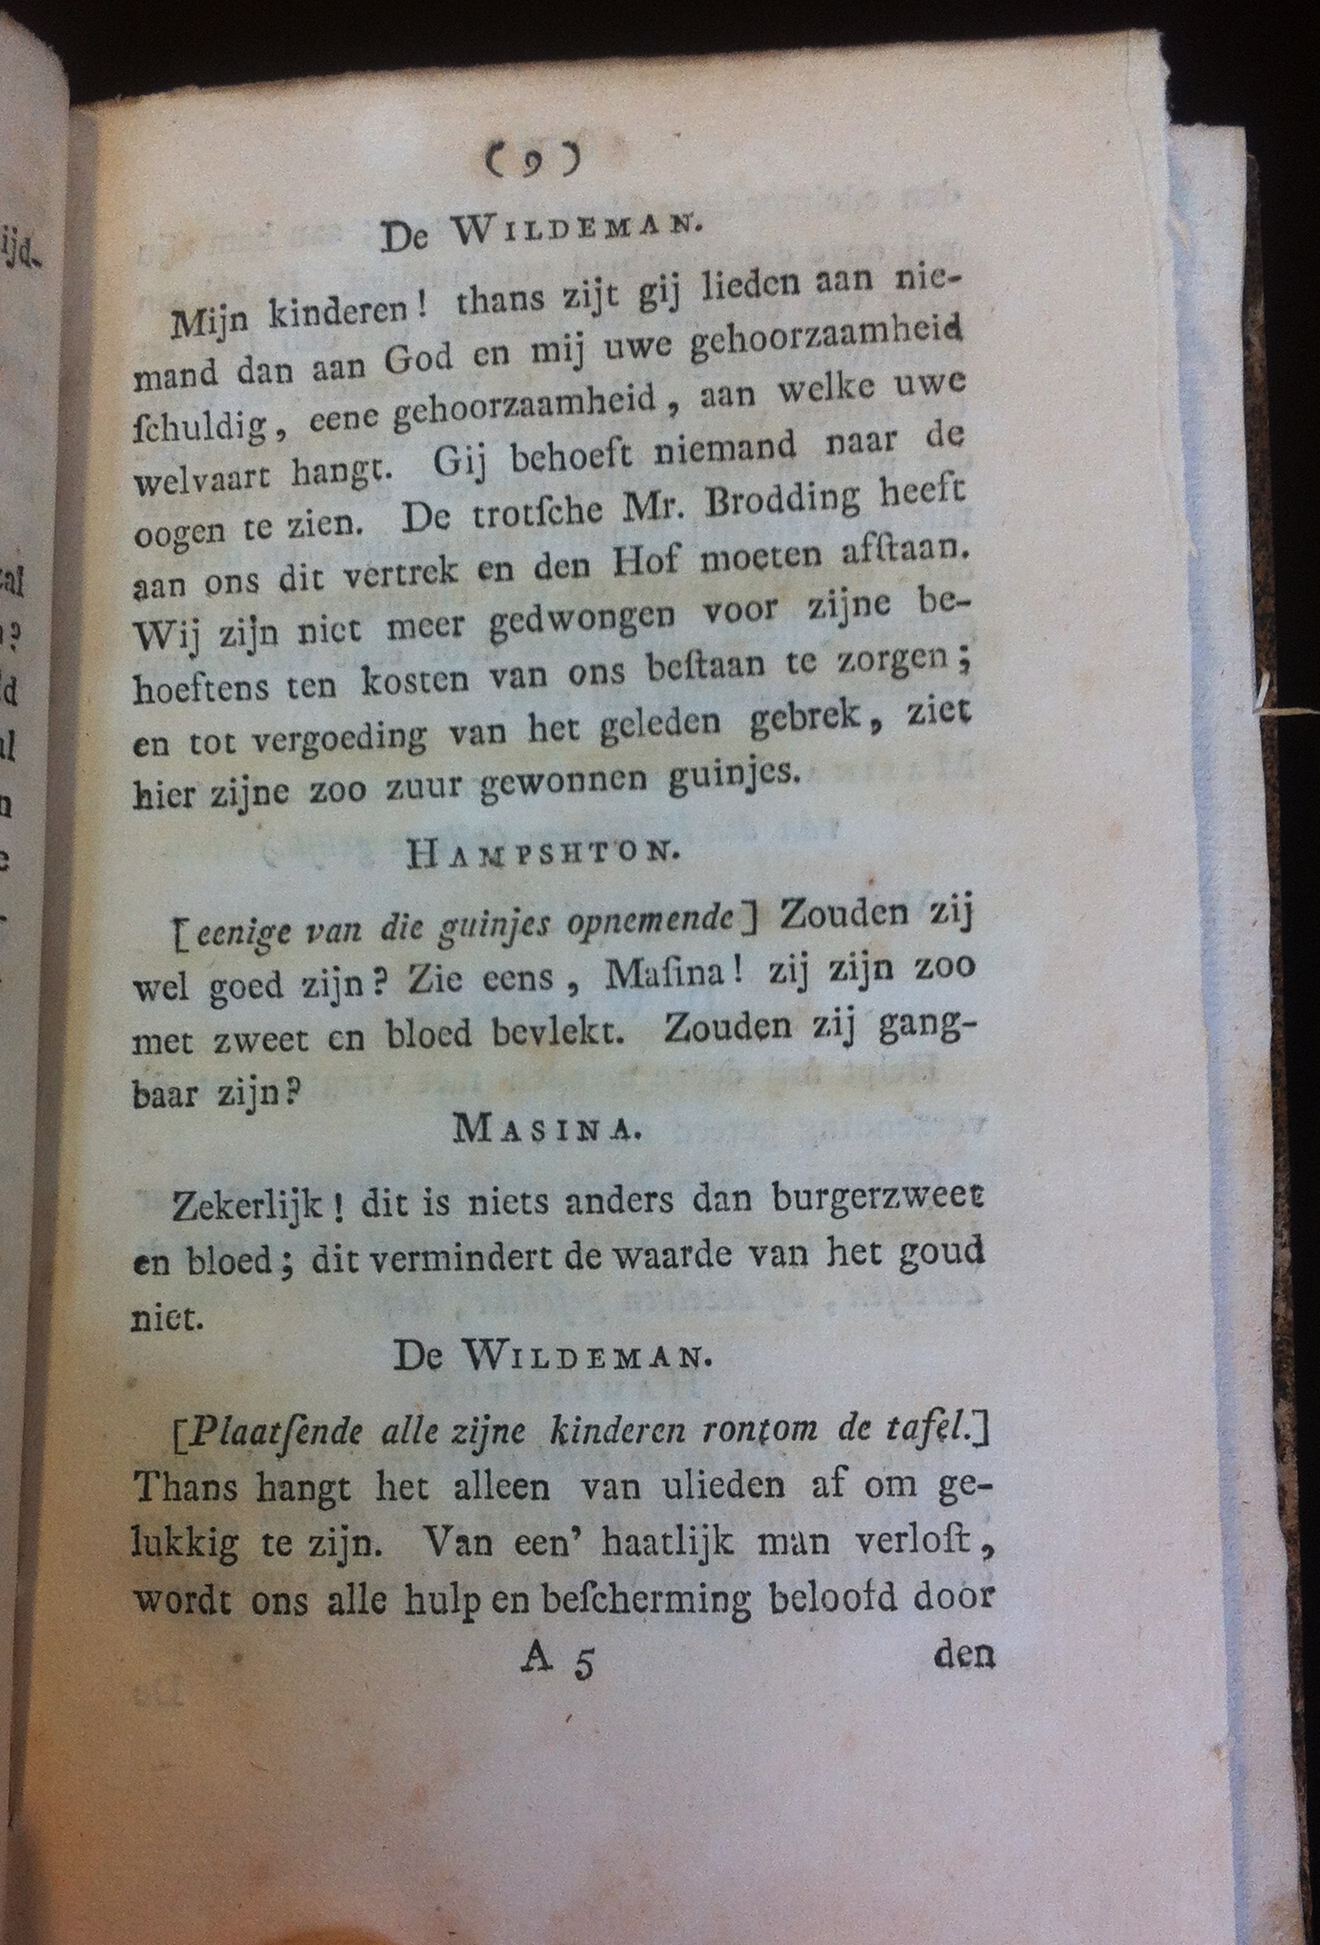 ( 9 )
De WILDEMAN.
Mijn kinderen! thans zijt gij lieden aan nie-
mand dan aan God en mij uwe gehoorzaamheid
ſchuldig, eene gehoorzaamheid, aan welke uwe
welvaart hangt. Gij behoeft niemand naar de
oogen te zien. De trotſche Mr. Brodding heeft
aan ons dit vertrek en den Hof moeten afſtaan.
Wij zijn niet meer gedwongen voor zijne be-
hoeftens ten kosten van ons beſtaan te zorgen;
en tot vergoeding van het geleden gebrek, ziet
hier zijne zoo zuur gewonnen guinjes.
HAMPSHTON.
[eenige van die guinjes opnemende] Zouden zij
wel goed zijn? Zie eens, Maſina! zij zijn zoo
met zweet en bloed bevlekt. Zouden zij gang-
baar zijn?
MASINA.
Zekerlijk! dit is niets anders dan burgerzweet
en bloed; dit vermindert de waarde van het goud
niet.
De WILDEMAN.
[Plaatſende alle zijne kinderen rontom de tafel.]
Thans hangt het alleen van ulieden af om ge-
lukkig te zijn. Van een' haatlijk man verloſt,
wordt ons alle hulp en beſcherming beloofd door
A 5 den
ijd-